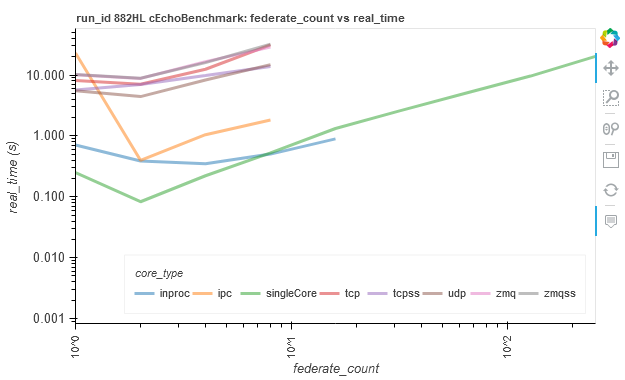 run_id 882HL cEchoBenchmark: federate_count vs real_time
10.000
1.000
0.100
0.010
0.001
real_time (s)
core_type
inproc ipc singleCore tcp tcpss udp zmq zmqss
10^0 10^1 10^2
federate_count